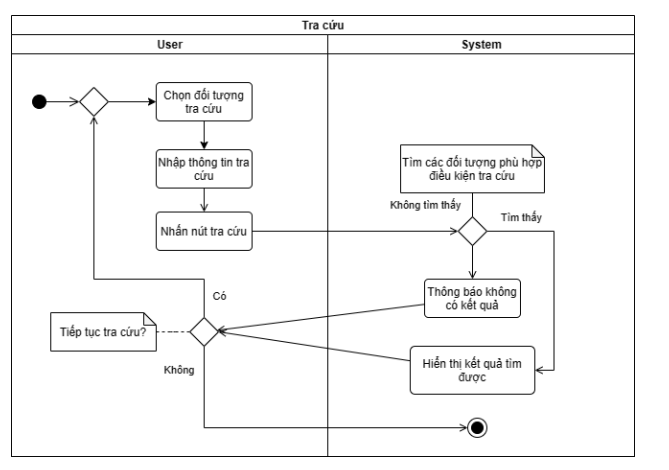 Tra cứu
User
System
Chọn đối tượng
tra cứu
Nhập thông tin tra
cứu
Nhấn nút tra cứu
Tìm các đối tượng phù hợp
điều kiện tra cứu
Không tìm thấy
Tìm thấy
Thông báo không
có kết quả
Có
Tiếp tục tra cứu?
Không
Hiển thị kết quả tìm
được